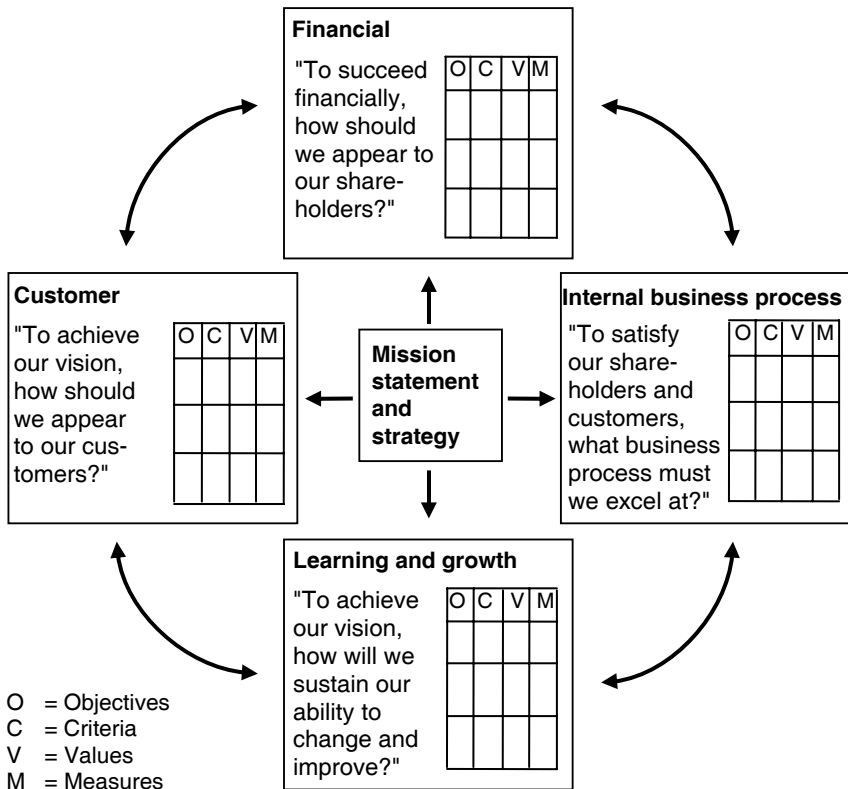 Financial
"To succeed
financially,
how should
we appear to
our share-
holders?"
O C V M
Customer
"To achieve
our vision,
how should
we appear
to our cus-
tomers?"
O C V M
Mission
statement
and
strategy
Internal business process
"To satisfy
our share-
holders and
customers,
what business
process must
we excel at?"
O C V M
Learning and growth
"To achieve
our vision,
how will we
sustain our
ability to
change and
improve?"
O C V M
O = Objectives
C = Criteria
V = Values
M = Measures